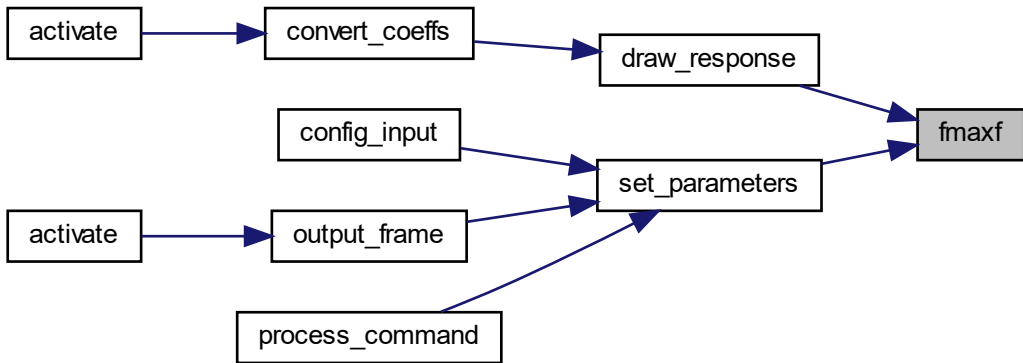 activate
convert_coeffs
draw_response
fmaxf
config_input
set_parameters
activate
output_frame
process_command